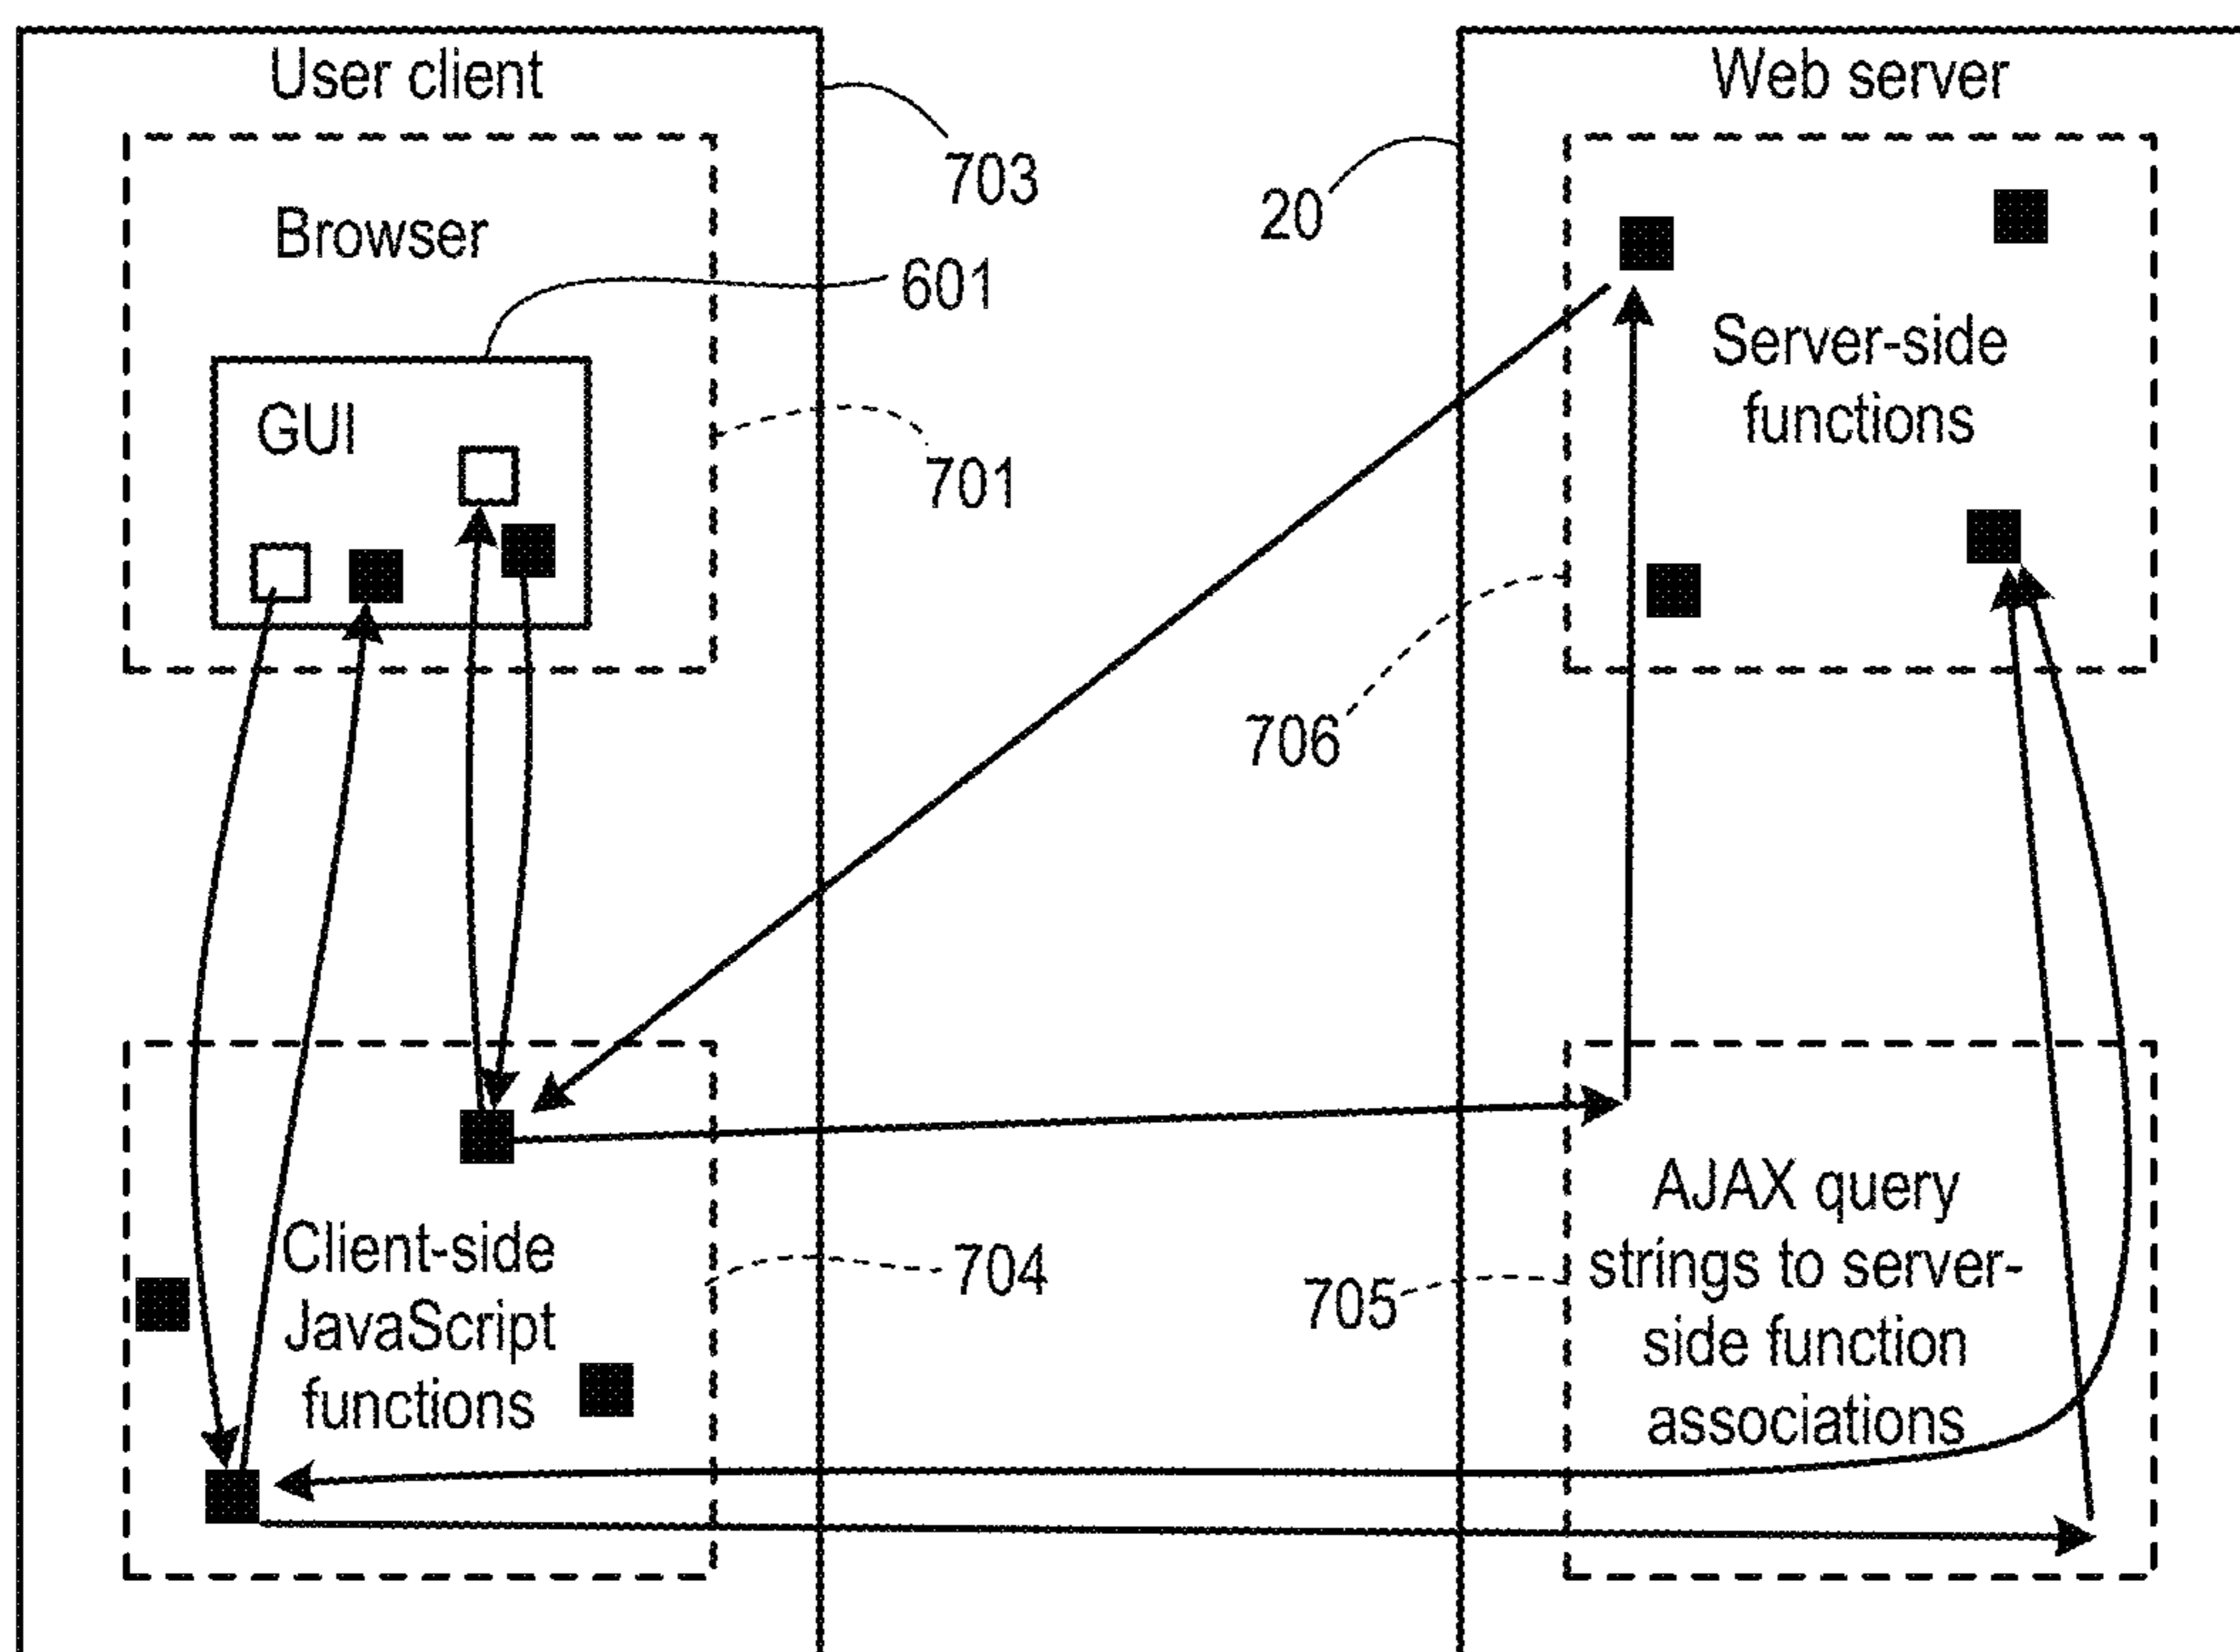 User client
Web server
703
20
Browser
601
GUI
701
Server-side
functions
706
Client-side
JavaScript
functions
704
705
AJAX query
strings to server-
side function
associations